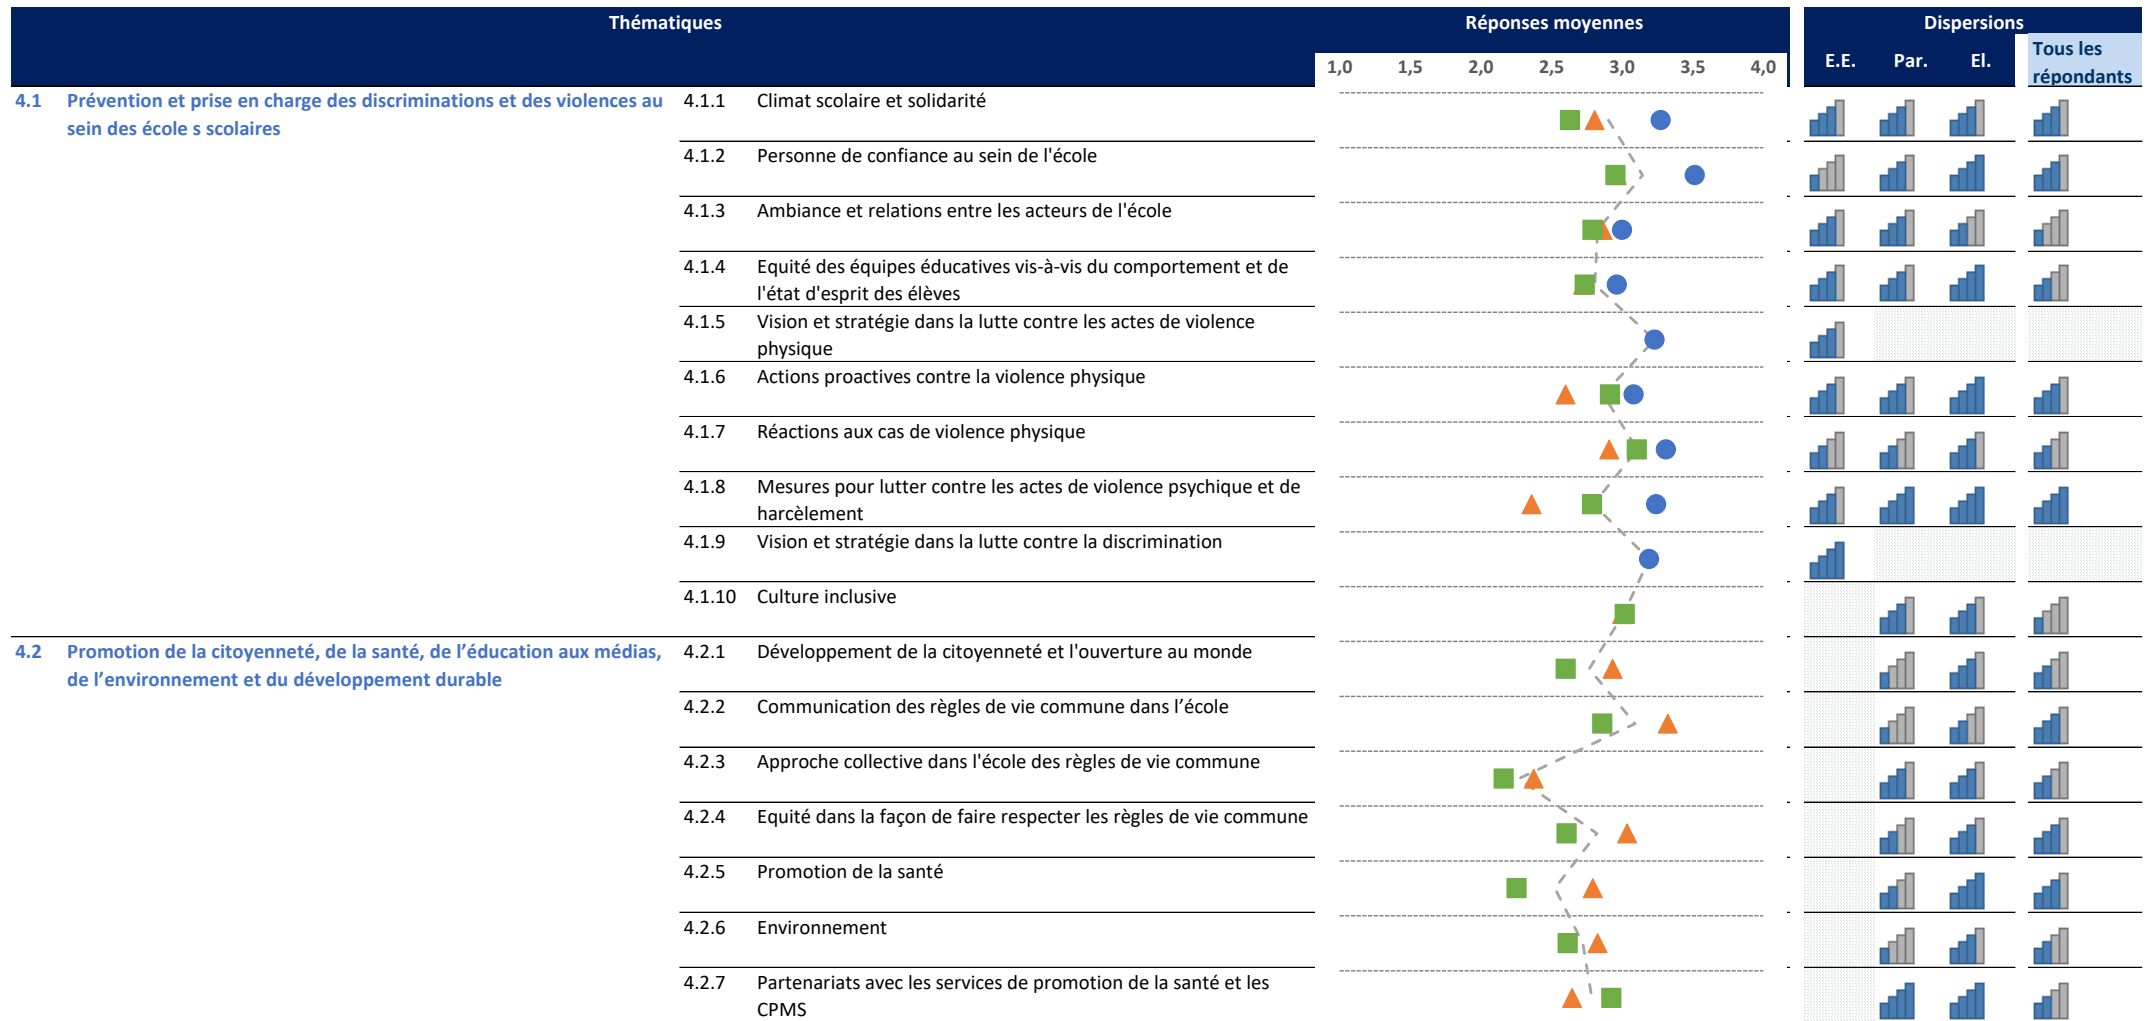 Thématiques
Réponses moyennes
Dispersions
1,0 1,5 2,0 2,5 3,0 3,5 4,0
E.E. Par. El.
Tous les
répondants
4.1 Prévention et prise en charge des discriminations et des violences au
sein des école s scolaires
4.1.1 Climat scolaire et solidarité
4.1.2 Personne de confiance au sein de l'école
4.1.3 Ambiance et relations entre les acteurs de l'école
4.1.4 Equité des équipes éducatives vis-à-vis du comportement et de
l'état d'esprit des élèves
4.1.5 Vision et stratégie dans la lutte contre les actes de violence
physique
4.1.6 Actions proactives contre la violence physique
4.1.7 Réactions aux cas de violence physique
4.1.8 Mesures pour lutter contre les actes de violence psychique et de
harcèlement
4.1.9 Vision et stratégie dans la lutte contre la discrimination
4.1.10 Culture inclusive
4.2 Promotion de la citoyenneté, de la santé, de l’éducation aux médias,
de l’environnement et du développement durable
4.2.1 Développement de la citoyenneté et l'ouverture au monde
4.2.2 Communication des règles de vie commune dans l’école
4.2.3 Approche collective dans l'école des règles de vie commune
4.2.4 Equité dans la façon de faire respecter les règles de vie commune
4.2.5 Promotion de la santé
4.2.6 Environnement
4.2.7 Partenariats avec les services de promotion de la santé et les
CPMS